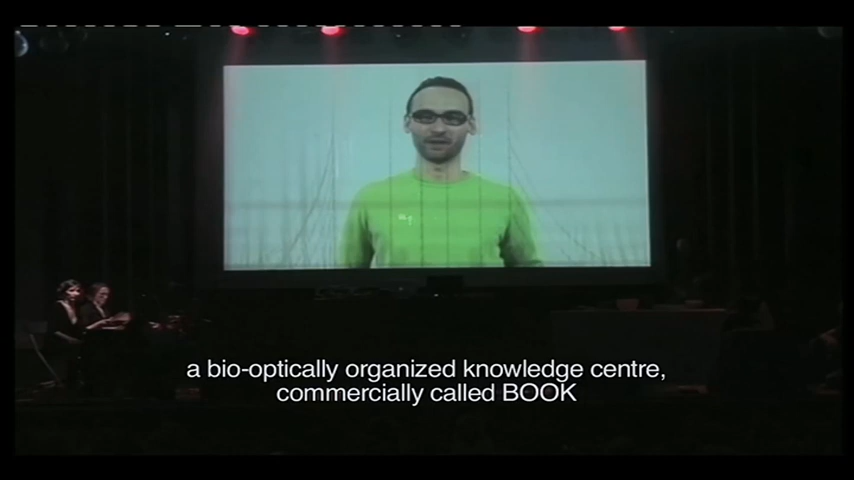 a bio-optically organized knowledge centre,
commercially called BOOK